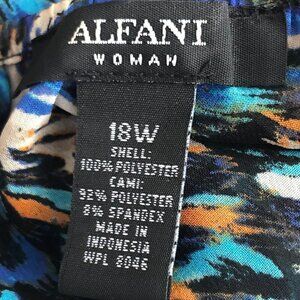 ALFANI
WOMAN
18W
SHELL:
100% POLYESTER
CAMI:
92% POLYESTER
8% SPANDEX
MADE IN
INDONESIA
WPL 8046